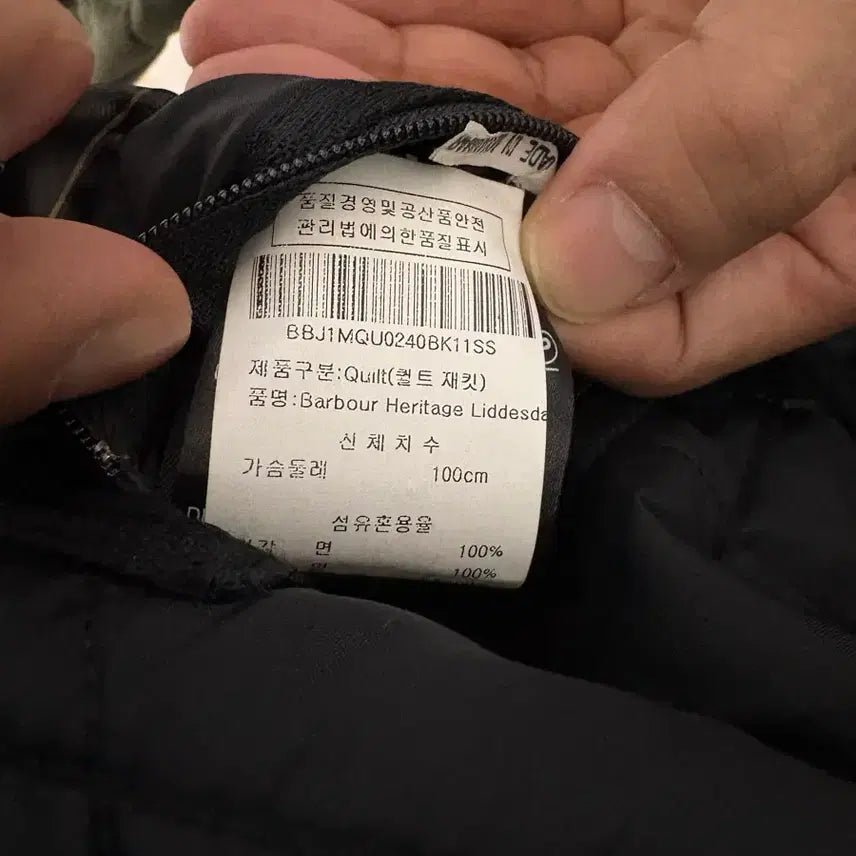 품질경영및공산품안전
관리법에의한품질표시
BBJ1MQU0240BK11SS
제품구분:Quilt(퀼트 재킷)
품명:Barbour Heritage Liddesda
신체치수
가슴둘레 100cm
섬유혼용율
면 100%
100%